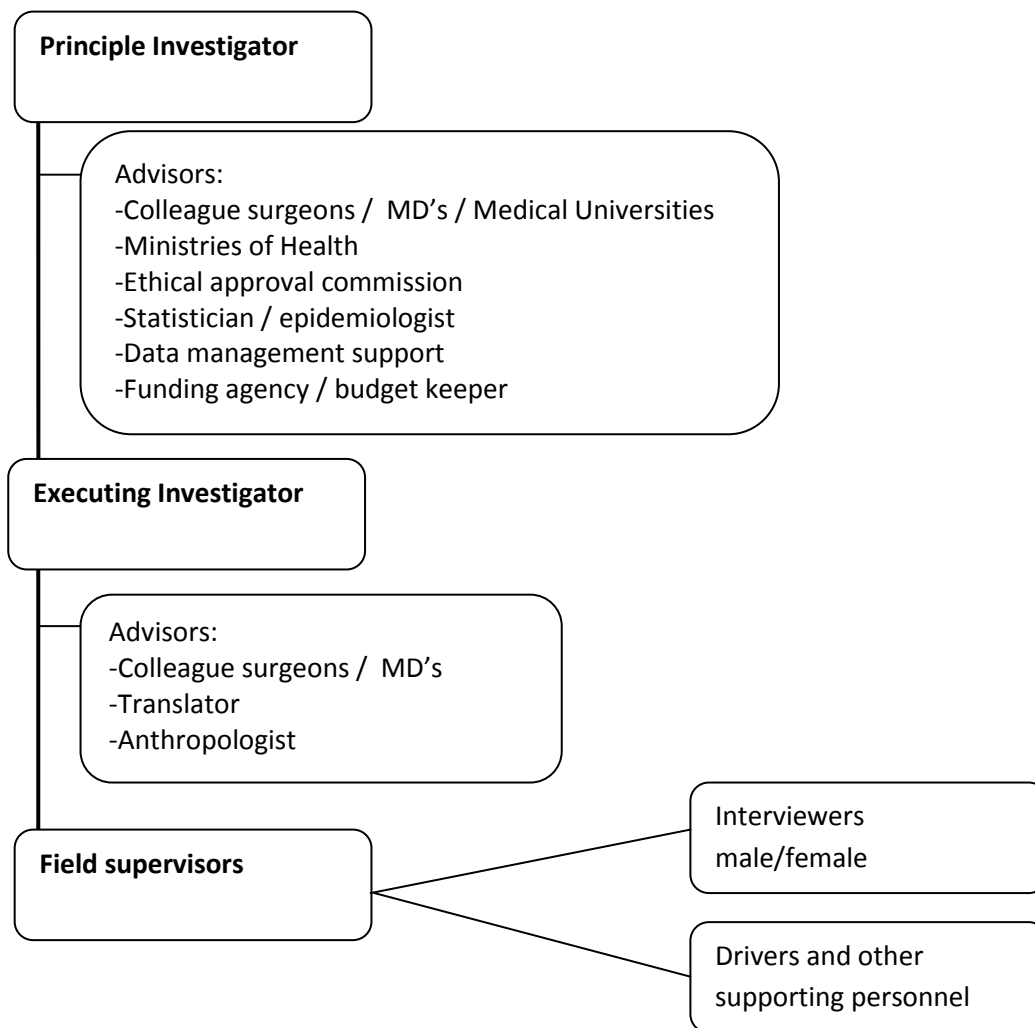 Principle Investigator
Advisors:
-Colleague surgeons /  MD's / Medical Universities
-Ministries of Health
-Ethical approval commission
-Statistician / epidemiologist
-Data management support
-Funding agency / budget keeper
Executing Investigator
Advisors:
-Colleague surgeons /  MD's
-Translator
-Anthropologist
Field supervisors
Interviewers
male/female
Drivers and other
supporting personnel